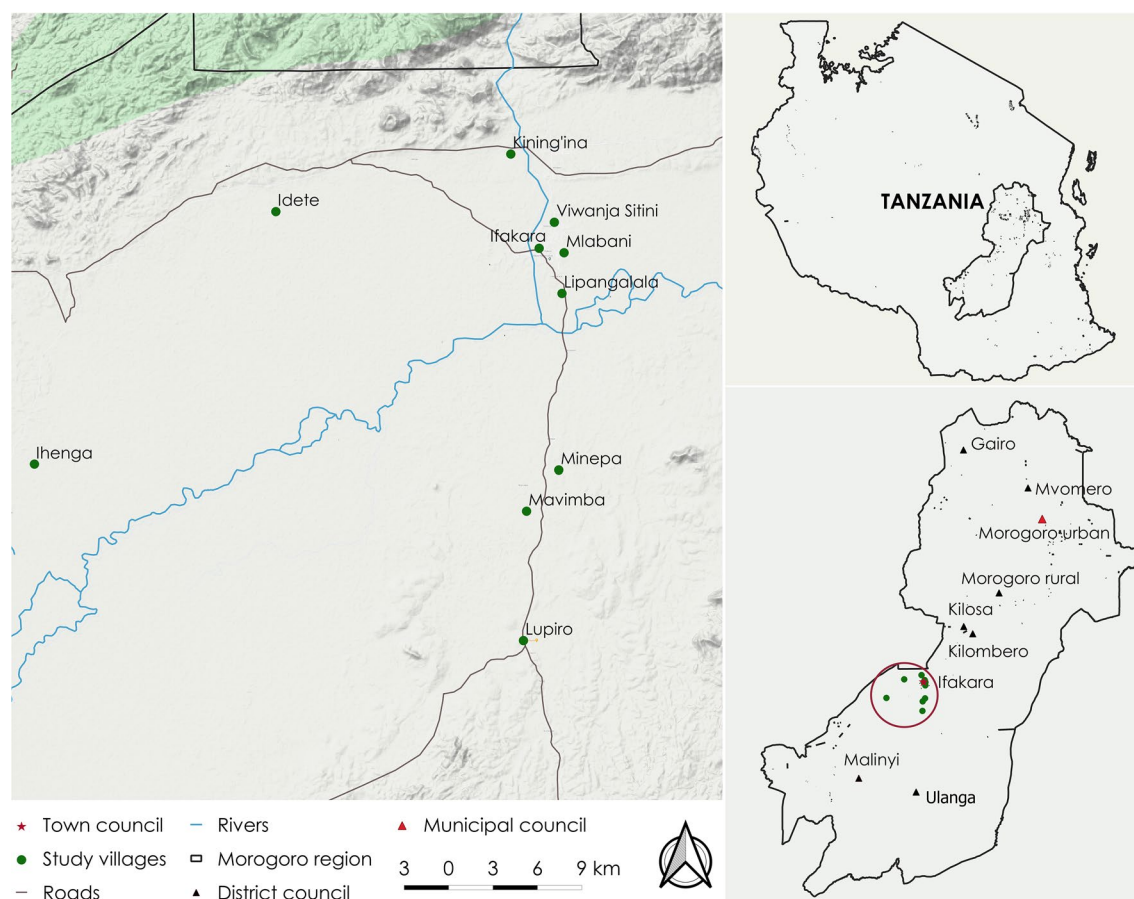 Kining'ina
Idete
Viwanja Sitini
Ifakara
Mlabani
Lipangalala
Ihenga
Minepa
Mavimba
Lupiro
TANZANIA
Gairo
Mvomero
Morogoro urban
Morogoro rural
Kilosa
Kilombero
Ifakara
Malinyi
Ulanga
Town council
Rivers
Municipal council
Study villages
Morogoro region
3 0 3 6 9 km
Roads
District council